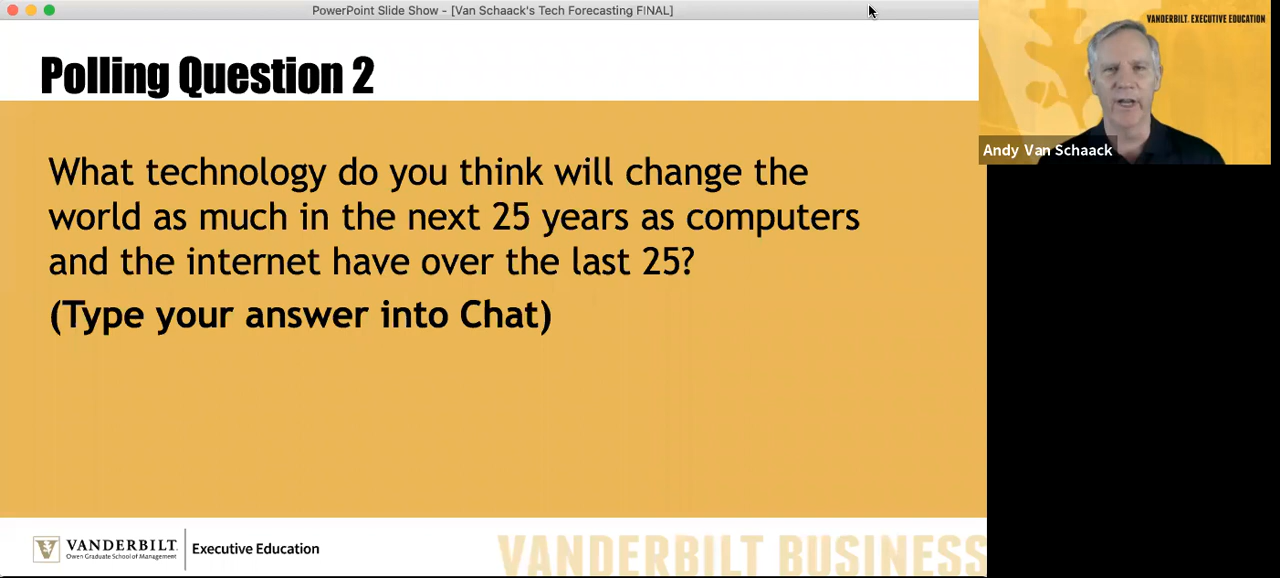 PowerPoint Slide Show - [Van Schaack's Tech Forecasting FINAL]
VANDERBILT. EXECUTIVE EDUCATION
Polling Question 2
Andy Van Schaack
What technology do you think will change the
world as much in the next 25 years as computers
and the internet have over the last 25?
(Type your answer into Chat)
VANDERBILT
Owen Graduate School of Management
Executive Education
VANDERBILT BUSINESS